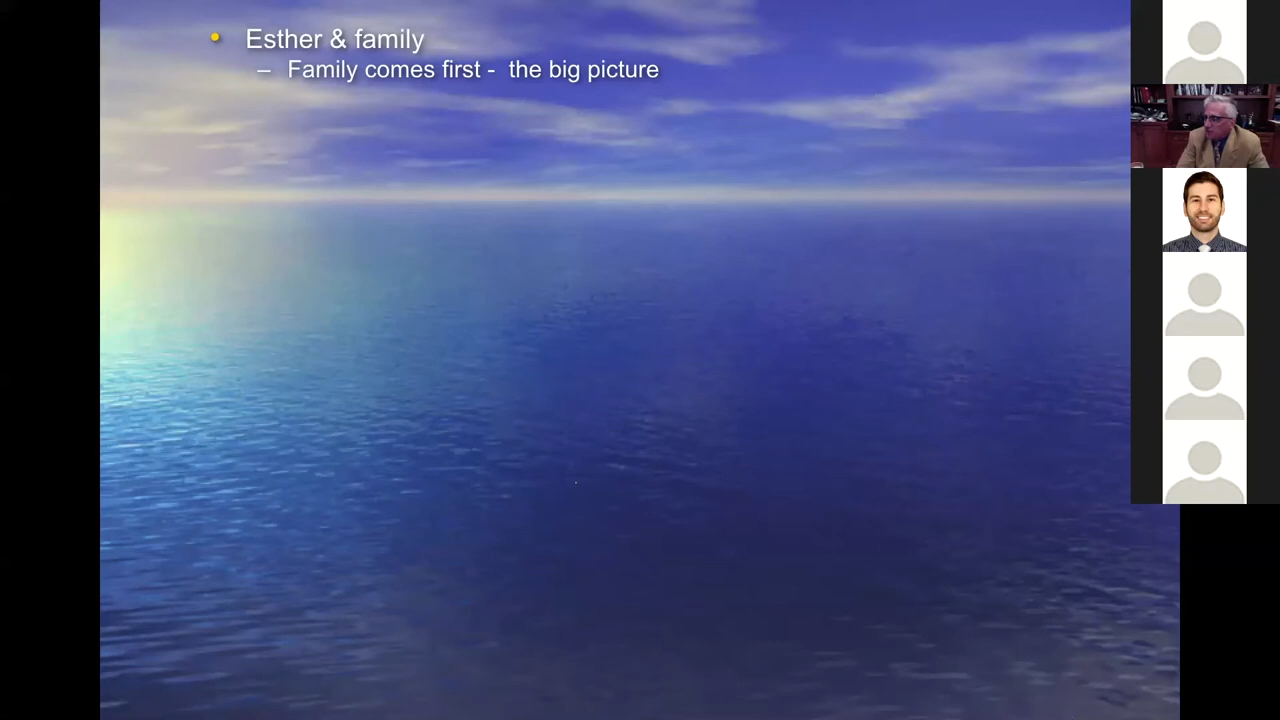 • Esther & family
– Family comes first - the big picture